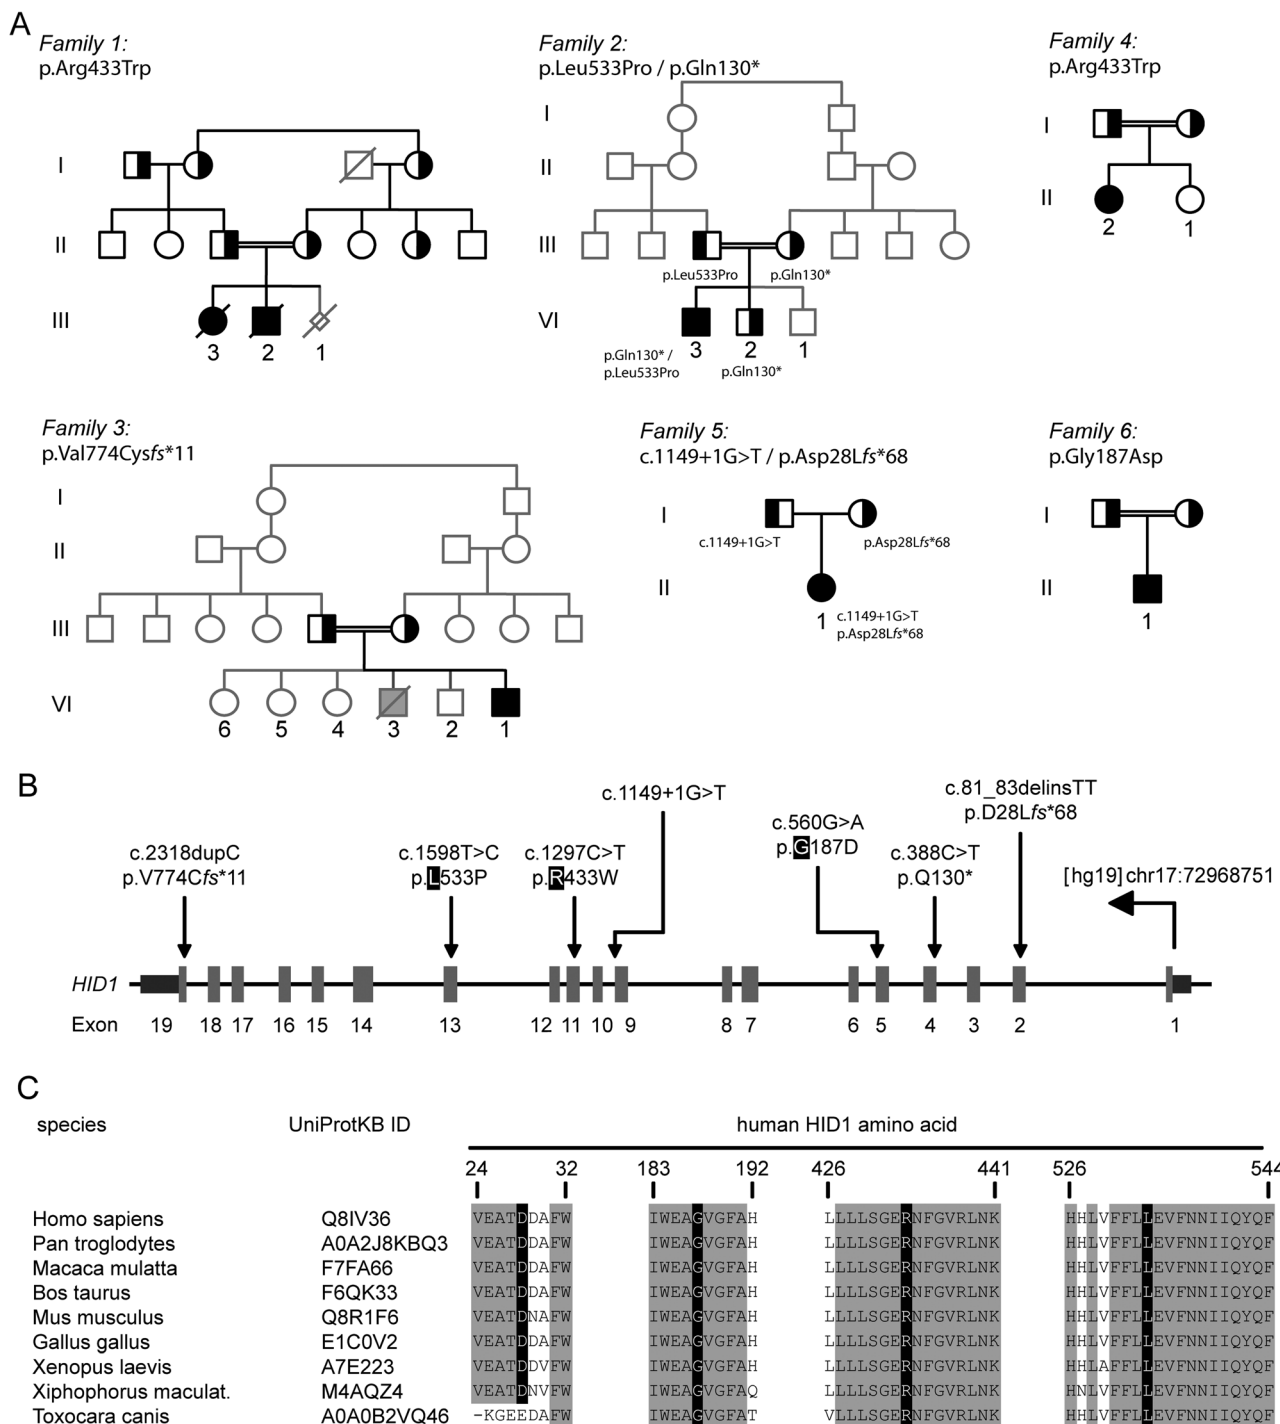 A
Family 1:
p.Arg433Trp
I
II
III
3 2 1
Family 2:
p.Leu533Pro / p.Gln130*
I
II
III
p.Leu533Pro p.Gln130*
VI
3 2 1
p.Gln130* /
p.Leu533Pro
p.Gln130*
Family 4:
p.Arg433Trp
I
II
2 1
Family 3:
p.Val774Cysfs*11
I
II
III
VI
6 5 4 3 2 1
Family 5:
c.1149+1G>T / p.Asp28Lfs*68
I
c.1149+1G>T p.Asp28Lfs*68
II
1 c.1149+1G>T
p.Asp28Lfs*68
Family 6:
p.Gly187Asp
I
II
1
B
c.2318dupC
p.V774Cfs*11
c.1598T>C
p.L533P
c.1297C>T
p.R433W
c.1149+1G>T
c.560G>A
p.G187D
c.388C>T
p.Q130*
c.81_83delinsTT
p.D28Lfs*68
[hg19] chr17:72968751
HID1
Exon 19 18 17 16 15 14 13 12 11 10 9 8 7 6 5 4 3 2 1
C
species UniProtKB ID human HID1 amino acid
24 32 183 192 426 441 526 544
Homo sapiens Q8IV36 VEATDDAFW IWEAGVGFAH LLLLSGERNFGVRLNK HHLVFFLLEVFNNIIQYQF
Pan troglodytes A0A2J8KBQ3 VEATDDAFW IWEAGVGFAH LLLLSGERNFGVRLNK HHLVFFLLEVFNNIIQYQF
Macaca mulatta F7FA66 VEATDDAFW IWEAGVGFAH LLLLSGERNFGVRLNK HHLVFFLLEVFNNIIQYQF
Bos taurus F6QK33 VEATDDAFW IWEAGVGFAH LLLLSGERNFGVRLNK HHLVFFLLEVFNNIIQYQF
Mus musculus Q8R1F6 VEATDNAFW IWEAGVGFAH LLLLSGERNFGVRLNK HHLVFFLLEVFNNIIQYQF
Gallus gallus E1C0V2 VEATDDAFW IWEAGVGFAH LLLLSGERNFGVRLNK HHLVFFLLEVFNNIIQYQF
Xenopus laevis A7E223 VEATDDVFW IWEAGVGFAH LLLLSGERNFGVRLNK HHLAFFLLEVFNNIIQYQF
Xiphophorus maculat. M4AQZ4 VEATDNVFW IWEAGVGFAQ LLLLSGERNFGVRLNK HNLVFFLLEVFNNIIQYQF
Toxocara canis A0A0B2VQ46 -KGEEDAFW IWEAGVGFAT VLLLSGERNFGVRLNK HHLVFFLLEVFNNIIQYQF